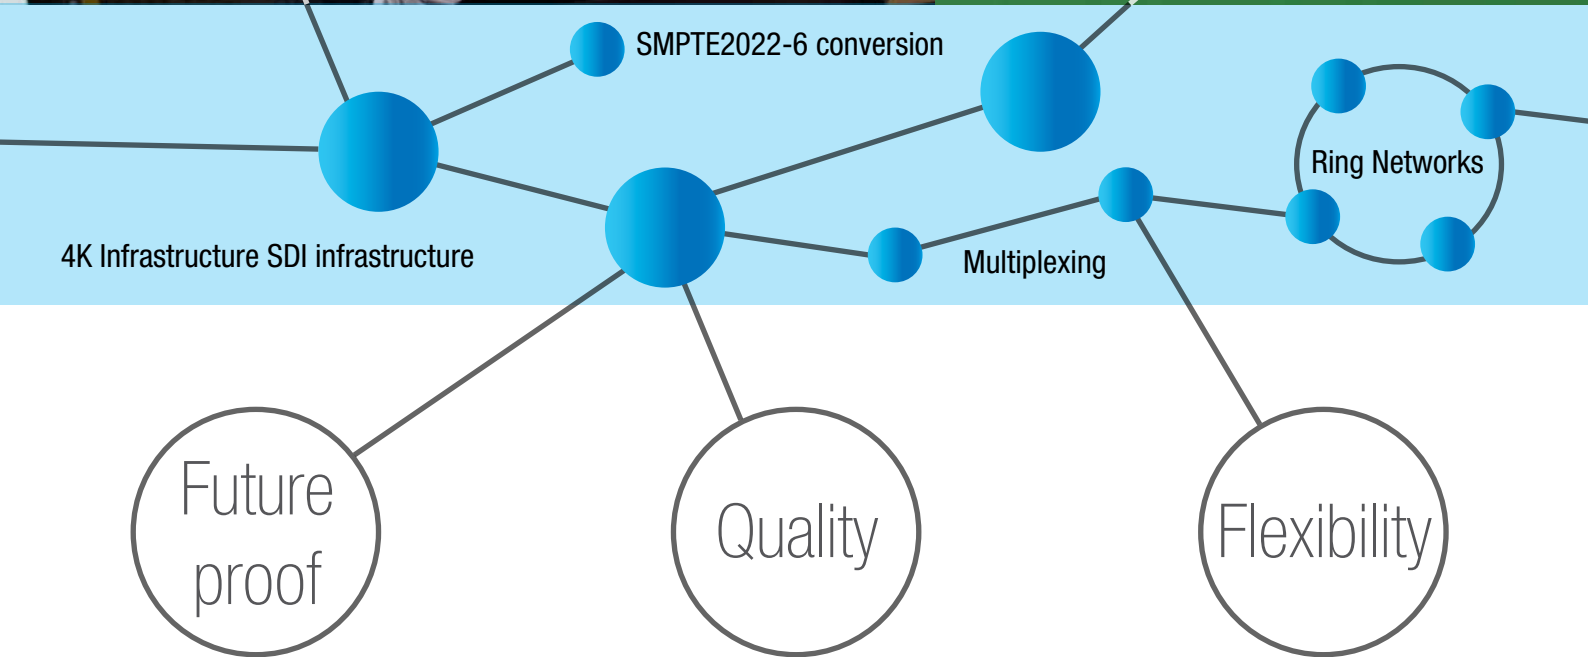 SMPTE2022-6 conversion
Ring Networks
4K Infrastructure SDI infrastructure
Multiplexing
Future
proof
Quality
Flexibility